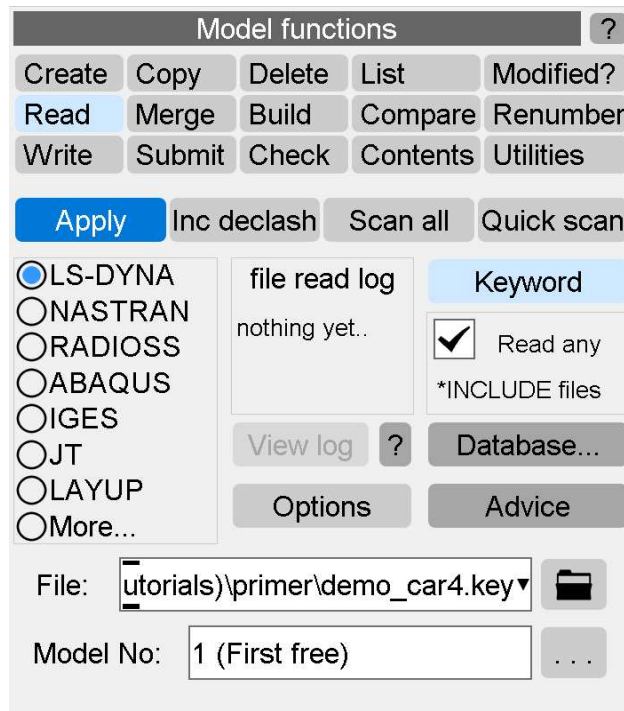 Model functions ?
Create Copy Delete List Modified?
Read Merge Build Compare Renumber
Write Submit Check Contents Utilities
Apply Inc declash Scan all Quick scan
LS-DYNA
NASTRAN
RADIOSS
ABAQUS
IGES
JT
LAYUP
More...
file read log
nothing yet..
View log ?
Options
Keyword
Read any
*INCLUDE files
Database...
Advice
File: utorials)\primer\demo_car4.key
Model No: 1 (First free) ...